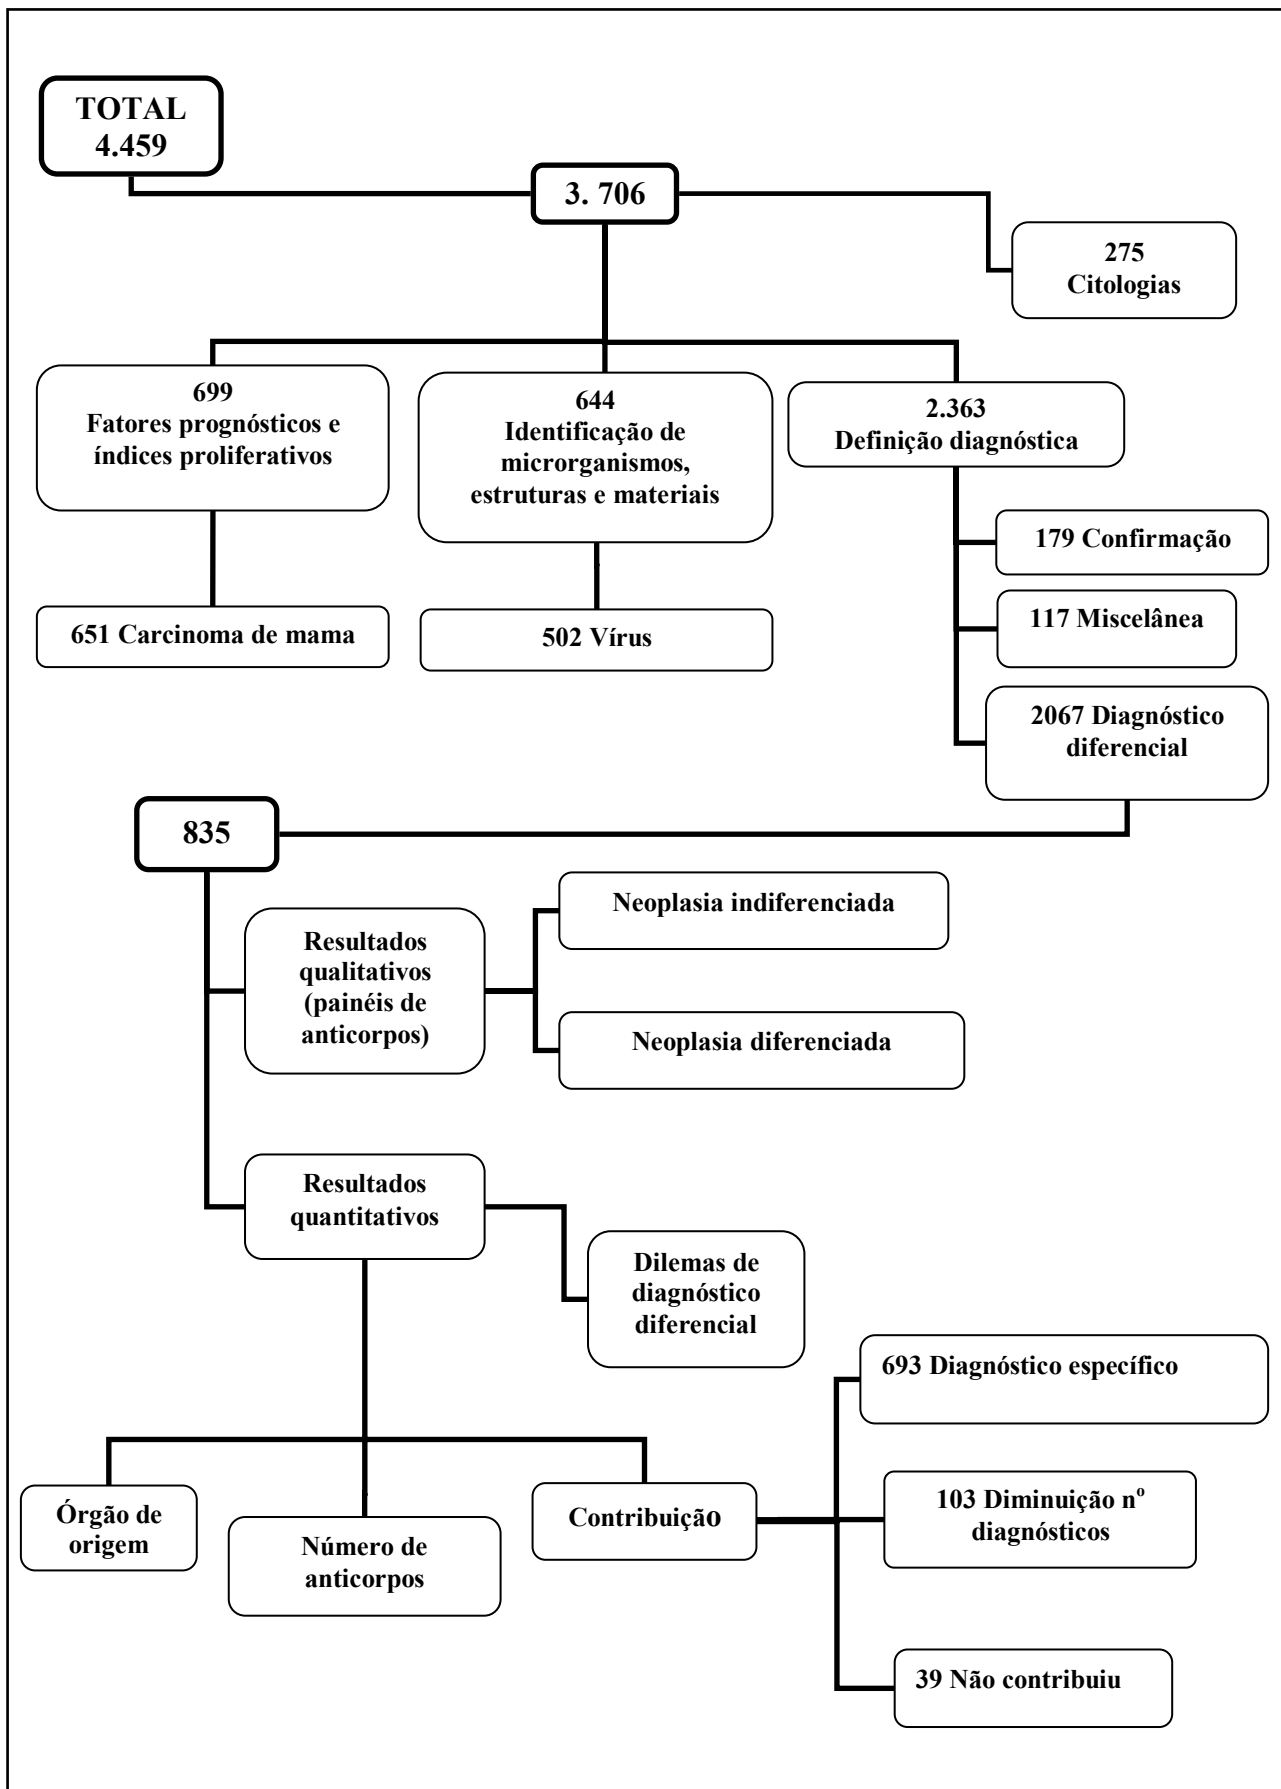 TOTAL
4.459
3. 706
275
Citologias
699
Fatores prognósticos e
índices proliferativos
644
Identificação de
microrganismos,
estruturas e materiais
2.363
Definição diagnóstica
179 Confirmação
117 Miscelânea
2067 Diagnóstico
diferencial
651 Carcinoma de mama
502 Vírus
835
Resultados
qualitativos
(painéis de
anticorpos)
Neoplasia indiferenciada
Neoplasia diferenciada
Resultados
quantitativos
Dilemas de
diagnóstico
diferencial
693 Diagnóstico específico
103 Diminuição nº
diagnósticos
39 Não contribuiu
Órgão de
origem
Número de
anticorpos
Contribuição